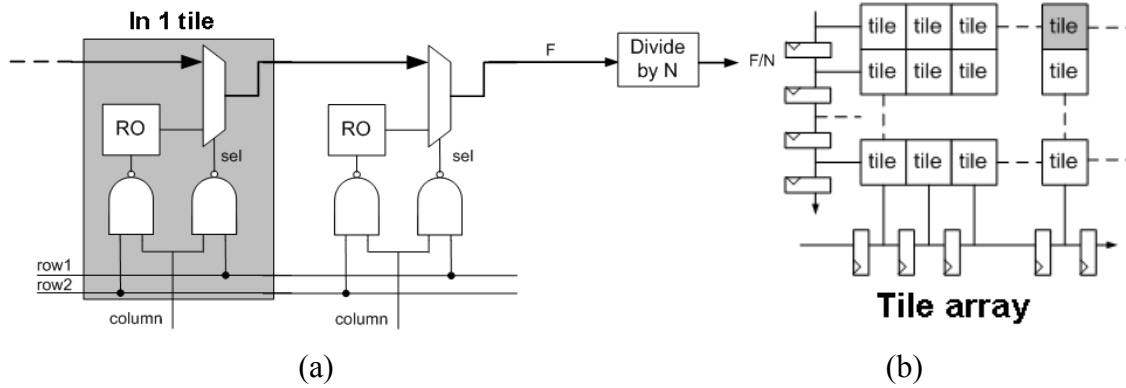 In 1 tile
RO
sel
row1
row2
column
RO
sel
column
F
Divide
by N
F/N
(a)
tile tile tile tile
tile tile tile tile
tile tile tile tile
Tile array
(b)